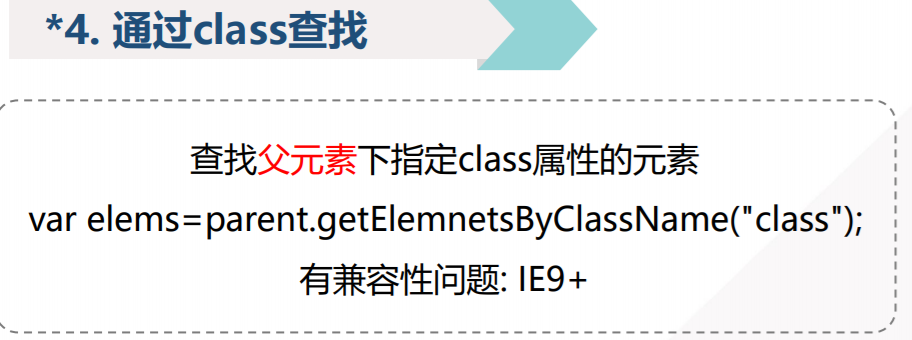 *4. 通过class查找
查找父元素下指定class属性的元素
var elems=parent.getElemnetsByClassName("class");
有兼容性问题: IE9+